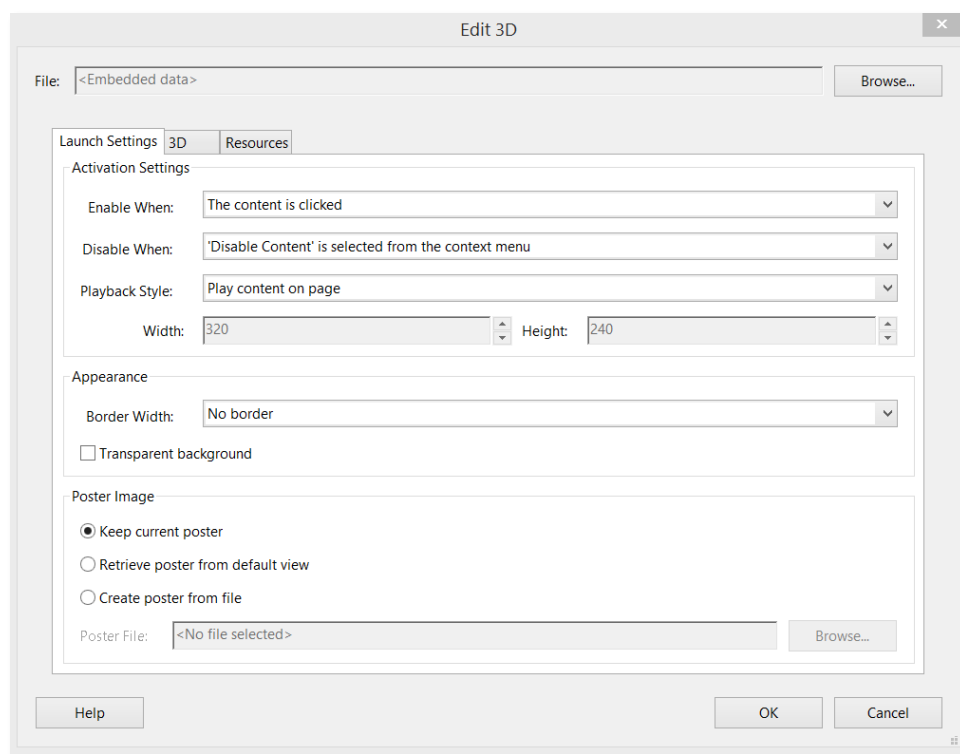 Edit 3D
File: <Embedded data> Browse...
Launch Settings 3D Resources
Activation Settings
Enable When: The content is clicked
Disable When: 'Disable Content' is selected from the context menu
Playback Style: Play content on page
Width: 320 Height: 240
Appearance
Border Width: No border
Transparent background
Poster Image
Keep current poster
Retrieve poster from default view
Create poster from file
Poster File: <No file selected> Browse...
Help OK Cancel